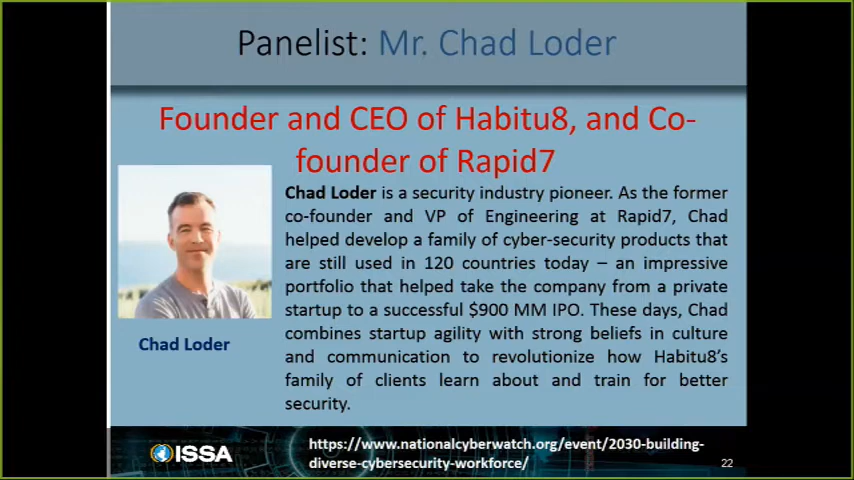 Panelist: Mr. Chad Loder
Founder and CEO of Habitu8, and Co-
founder of Rapid7
Chad Loder is a security industry pioneer. As the former
co-founder and VP of Engineering at Rapid7, Chad
helped develop a family of cyber-security products that
are still used in 120 countries today – an impressive
portfolio that helped take the company from a private
startup to a successful $900 MM IPO. These days, Chad
combines startup agility with strong beliefs in culture
and communication to revolutionize how Habitu8’s
family of clients learn about and train for better
security.
Chad Loder
ISSA
https://www.nationalcyberwatch.org/event/2030-building-
diverse-cybersecurity-workforce/
22